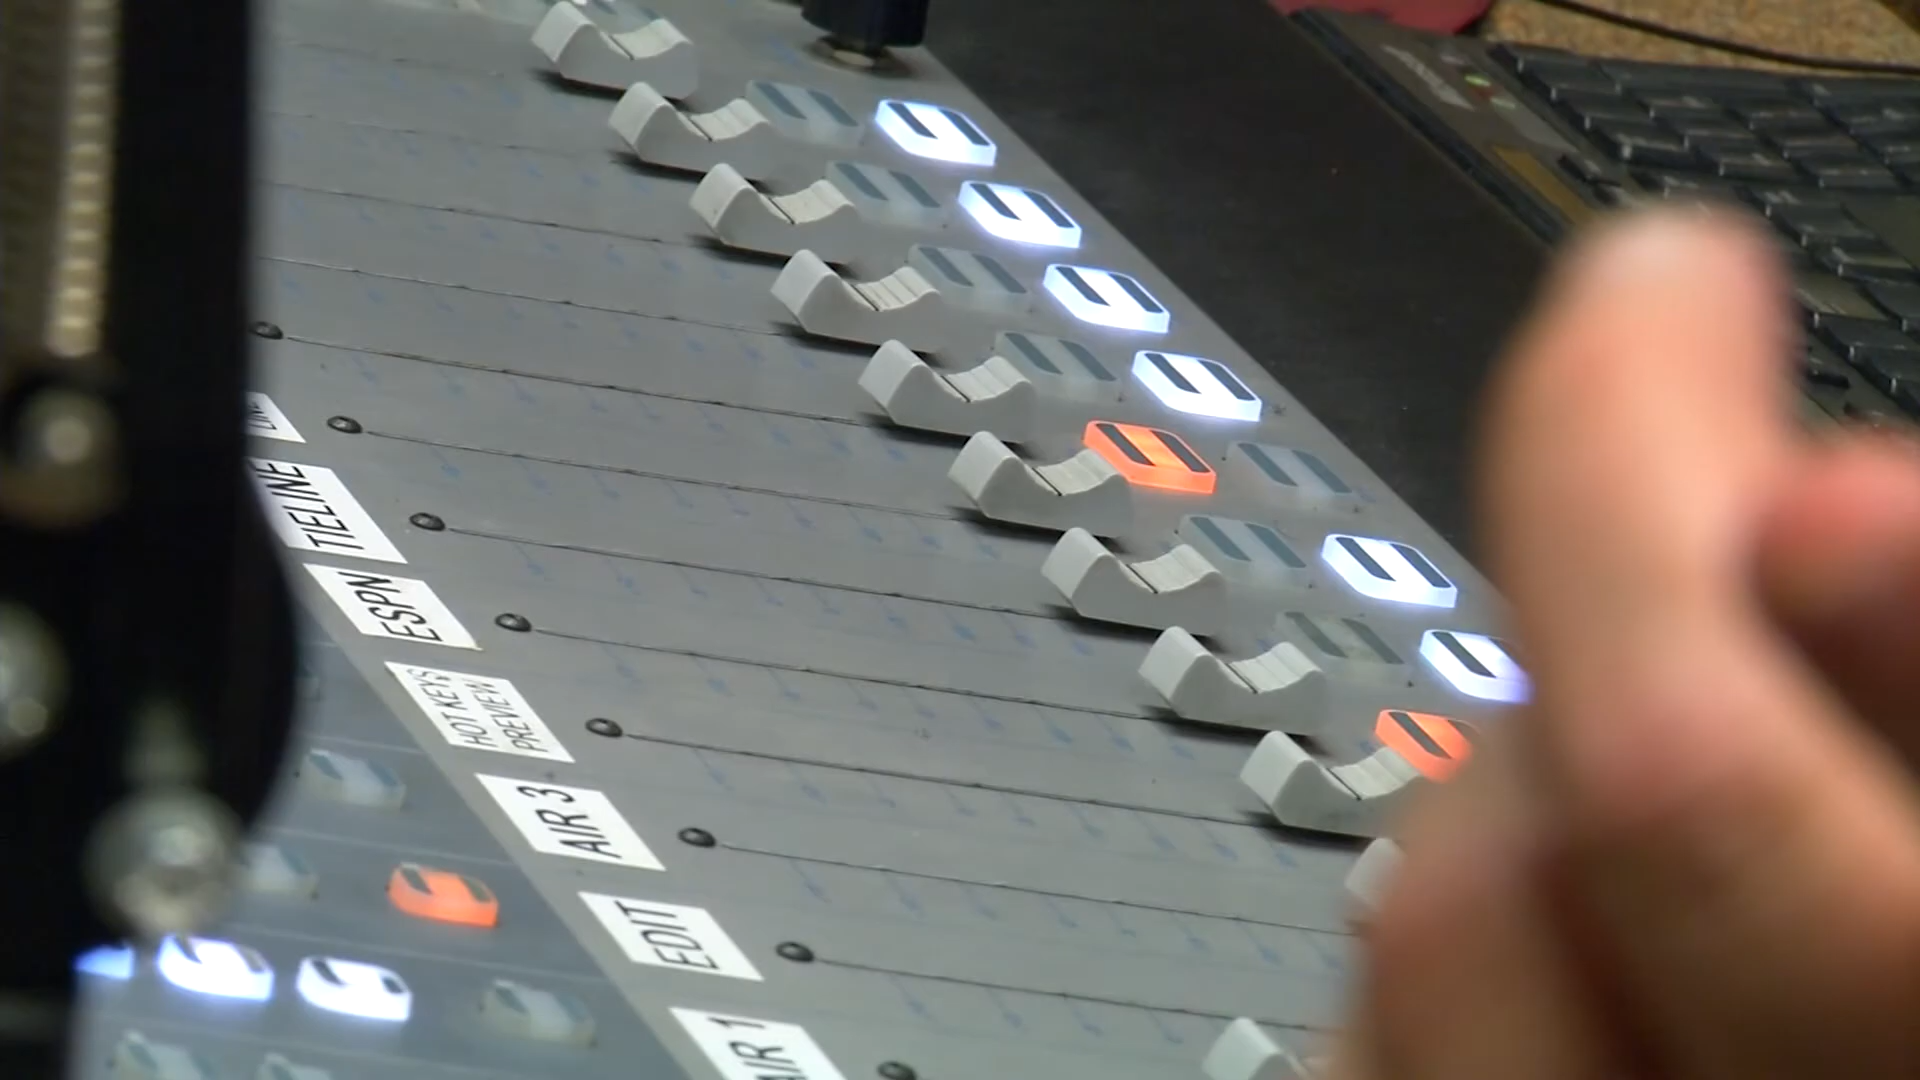 TIELINE
ESPN
HOT KEYS
PREVIEW
AIR 3
EDIT
AIR 1